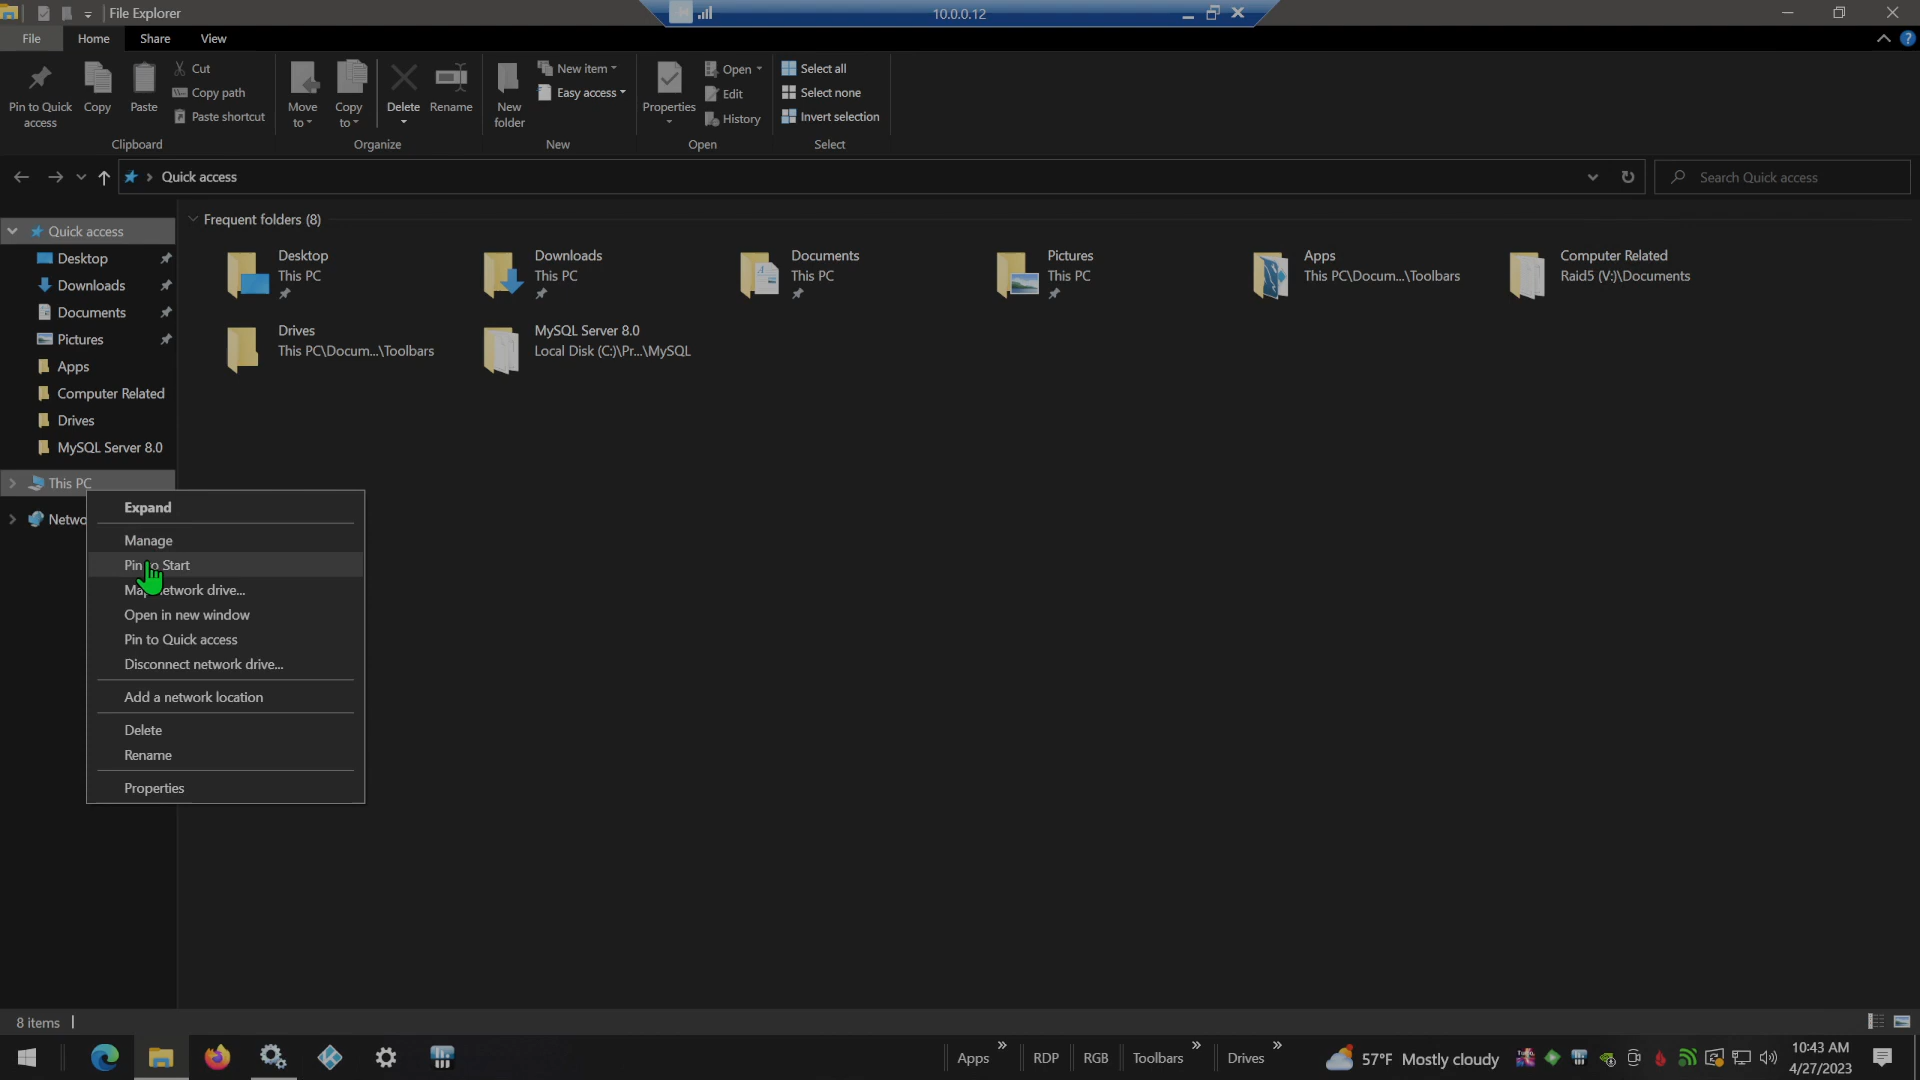 File Explorer
10.0.0.12
File
Home
Share
View
Pin to Quick
access
Copy
Paste
Cut
Copy path
Paste shortcut
Clipboard
Move
to
Copy
to
Delete
Rename
Organize
New
folder
New item
Easy access
New
Properties
Open
Edit
History
Open
Select all
Select none
Invert selection
Select
Quick access
Search Quick access
Quick access
Desktop
Downloads
Documents
Pictures
Apps
Computer Related
Drives
MySQL Server 8.0
This PC
Netwo
Frequent folders (8)
Desktop
This PC
Downloads
This PC
Documents
This PC
Pictures
This PC
Apps
This PC\Docum...\Toolbars
Computer Related
Raid5 (V:)\Documents
Drives
This PC\Docum...\Toolbars
MySQL Server 8.0
Local Disk (C:)\Pr...\MySQL
Expand
Manage
Pin to Start
Map network drive...
Open in new window
Pin to Quick access
Disconnect network drive...
Add a network location
Delete
Rename
Properties
8 items
Apps
RDP
RGB
Toolbars
Drives
57°F Mostly cloudy
10:43 AM
4/27/2023